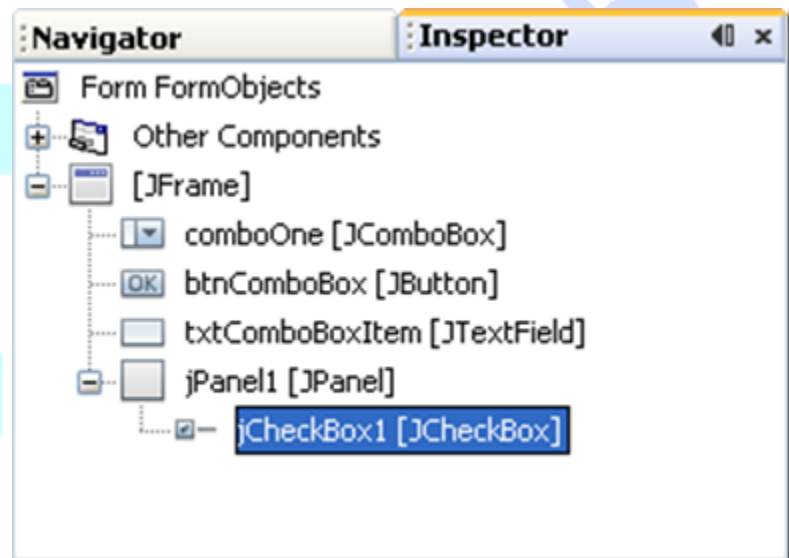 Navigator
Inspector
Form FormObjects
Other Components
[JFrame]
comboOne [JComboBox]
btnComboBox [JButton]
OK
txtComboBoxItem [JTextField]
jPanel1 [JPanel]
jCheckBox1 [JCheckBox]